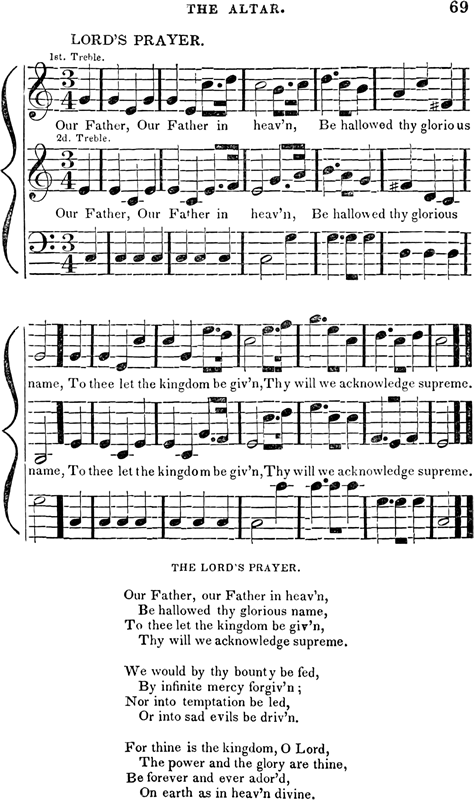 THE ALTAR. 69
LORD'S PRAYER.
1st. Treble.
3 4
Our Father, Our Father in heav'n, Be hallowed thy glorious
2d. Treble.
3 4
Our Father, Our Father in heav'n, Be hallowed thy glorious
3 4
name, To thee let the kingdom be giv'n, Thy will we acknowledge supreme.
name, To thee let the kingdom be giv'n, Thy will we acknowledge supreme.
THE LORD'S PRAYER.
Our Father, our Father in heav'n,
Be hallowed thy glorious name,
To thee let the kingdom be giv'n,
Thy will we acknowledge supreme.
We would by thy bounty be fed,
By infinite mercy forgiv'n;
Nor into temptation be led,
Or into sad evils be driv'n.
For thine is the kingdom, O Lord,
The power and the glory are thine,
Be forever and ever ador'd,
On earth as in heav'n divine.